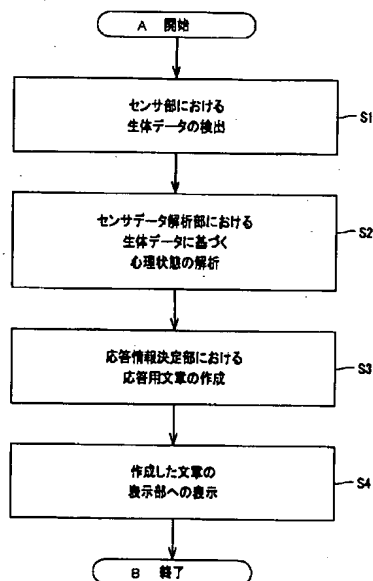 A 開始
センサ部における
生体データの検出
S1
センサデータ解析部における
生体データに基づく
心理状態の解析
S2
応答情報決定部における
応答用文章の作成
S3
作成した文章の
表示部への表示
S4
B 終了